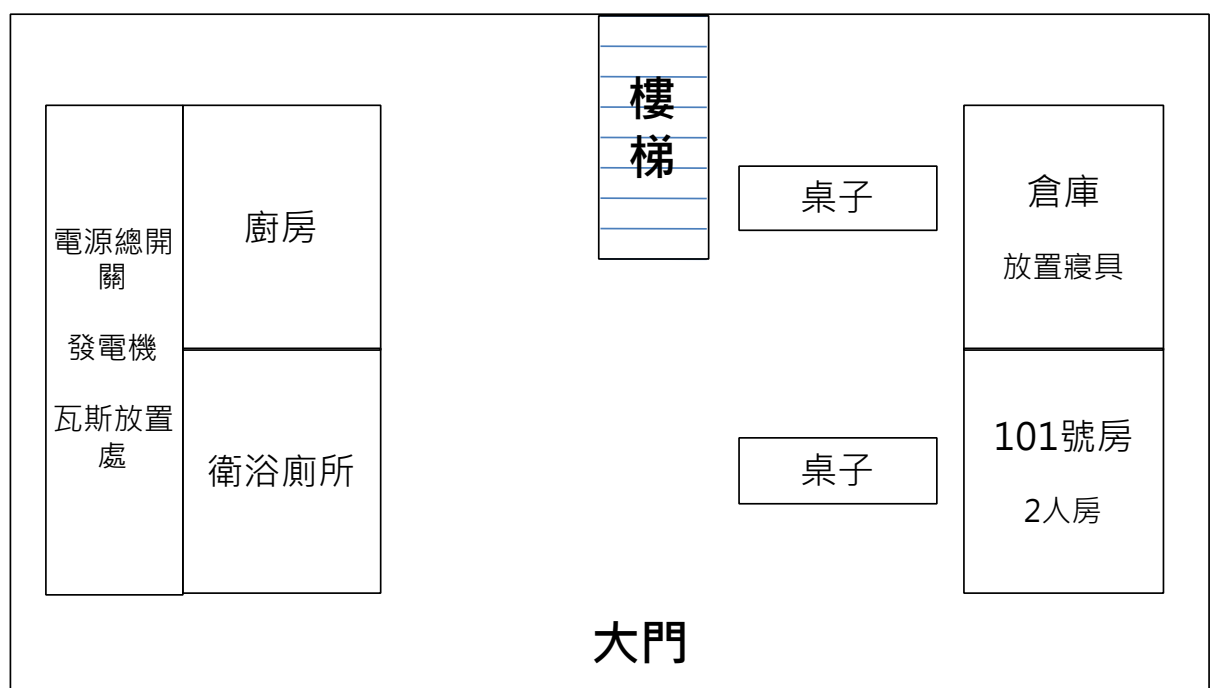 樓
梯
電源總開
關
發電機
瓦斯放置
處
廚房
衛浴廁所
桌子
桌子
倉庫
放置寢具
101號房
2人房
大門